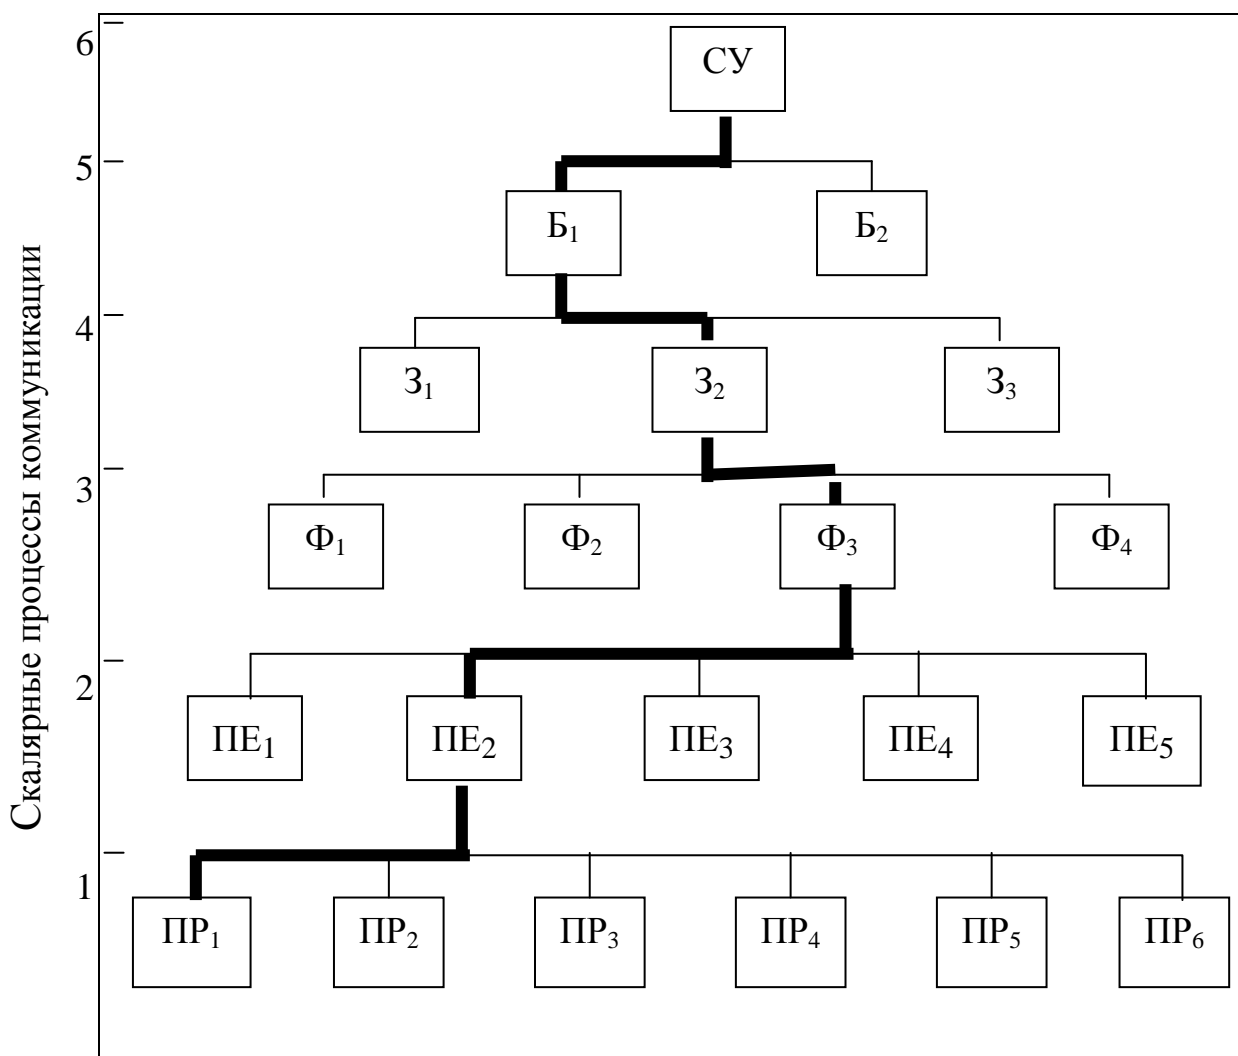 Скалярные процессы коммуникации
6
СУ
5
Б1 Б2
4
З1 З2 З3
3
Ф1 Ф2 Ф3 Ф4
2
ПЕ1 ПЕ2 ПЕ3 ПЕ4 ПЕ5
1
ПР1 ПР2 ПР3 ПР4 ПР5 ПР6